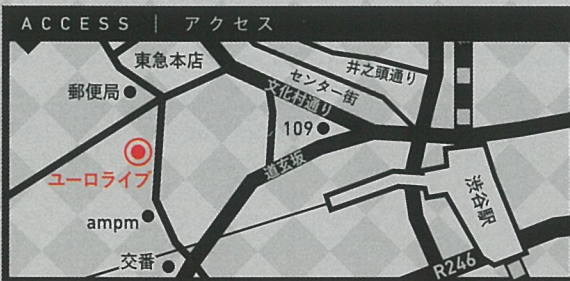 ACCESS | アクセス
東急本店
井之頭通り
センター街
郵便局
文化村通り
109
道玄坂
ユーロライブ
渋谷駅
ampm
交番
R246